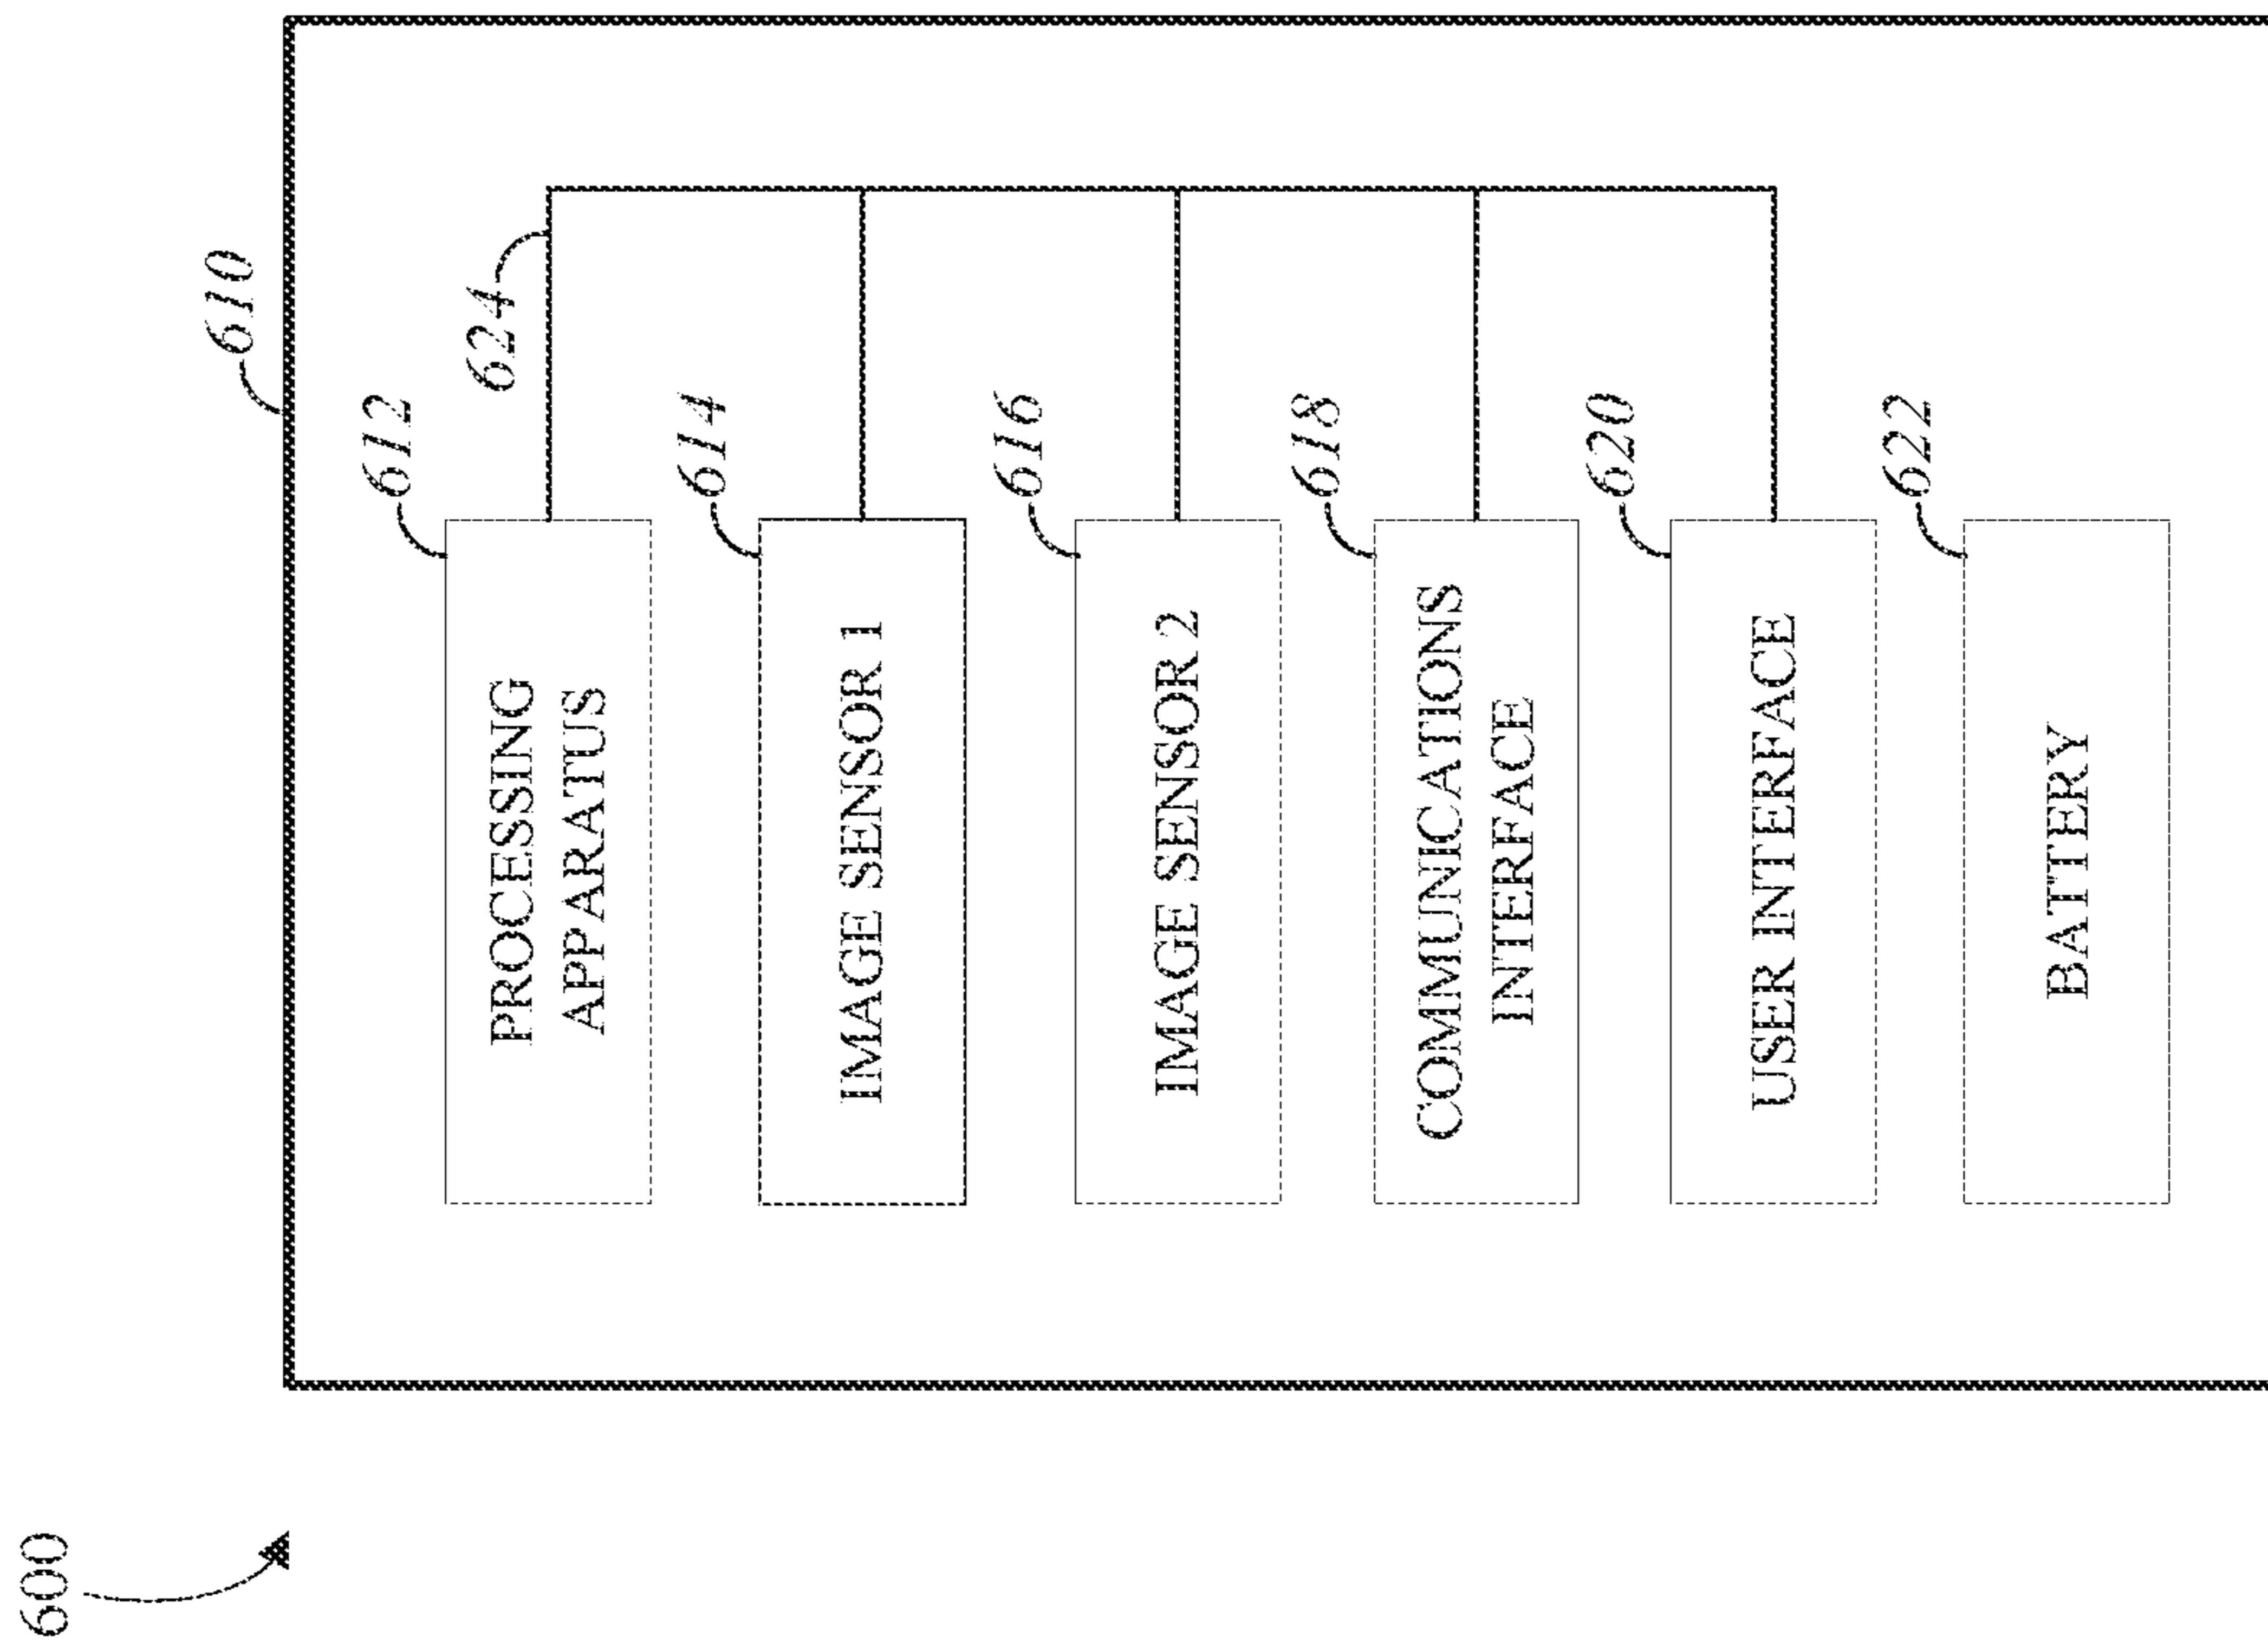 600
610
612
PROCESSING
APPARATUS
624
614
IMAGE SENSOR 1
616
IMAGE SENSOR 2
618
COMMUNICATIONS
INTERFACE
620
USER INTERFACE
622
BATTERY